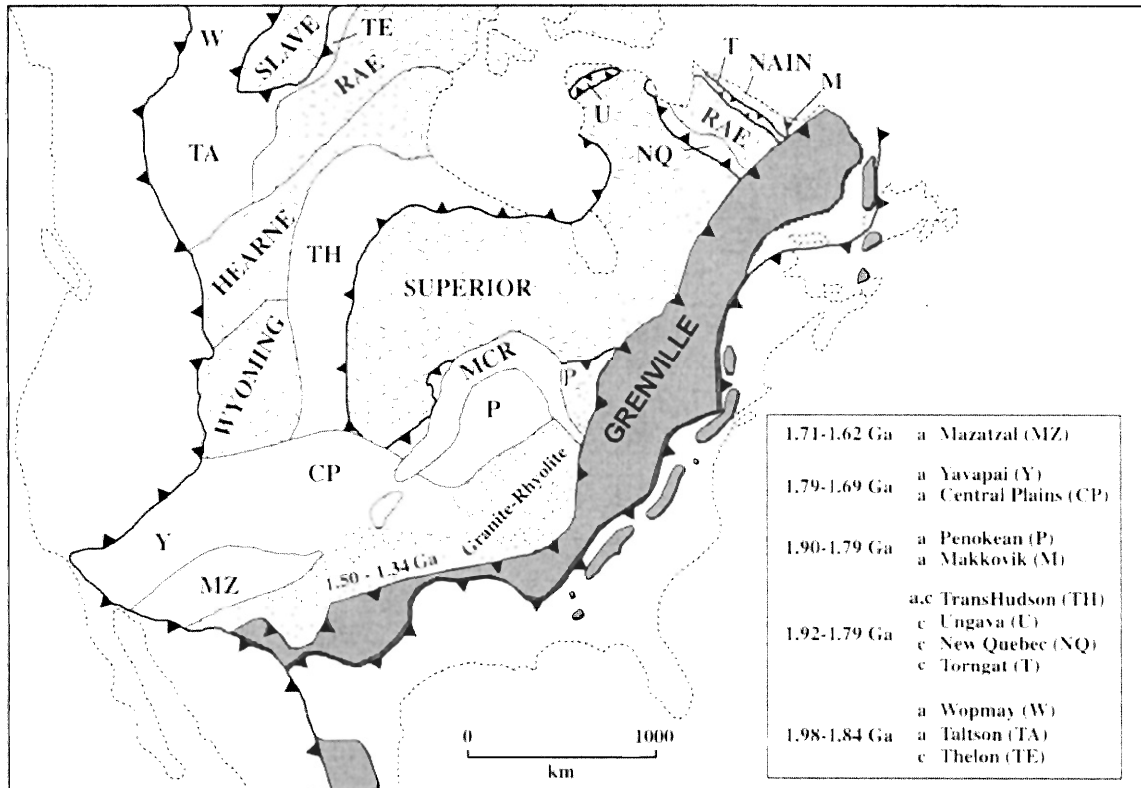 W
SLAVE
TE
RAE
TA
U
T
NAIN
M
RAE
NQ
HEARNE
TH
SUPERIOR
WYOMING
MCR
P
P
GRENVILLE
CP
Y
MZ
1.50 - 1.34 Ga
Granite-Rhyolite
0 1000
km
1.71-1.62 Ga a Mazatzal (MZ)
1.79-1.69 Ga a Yavapai (Y)
a Central Plains (CP)
1.90-1.79 Ga a Penokean (P)
a Makkovik (M)
1.92-1.79 Ga a,c TransHudson (TH)
c Ungava (U)
c New Quebec (NQ)
c Torngat (T)
1.98-1.84 Ga a Wopmay (W)
a Taltson (TA)
c Thelon (TE)